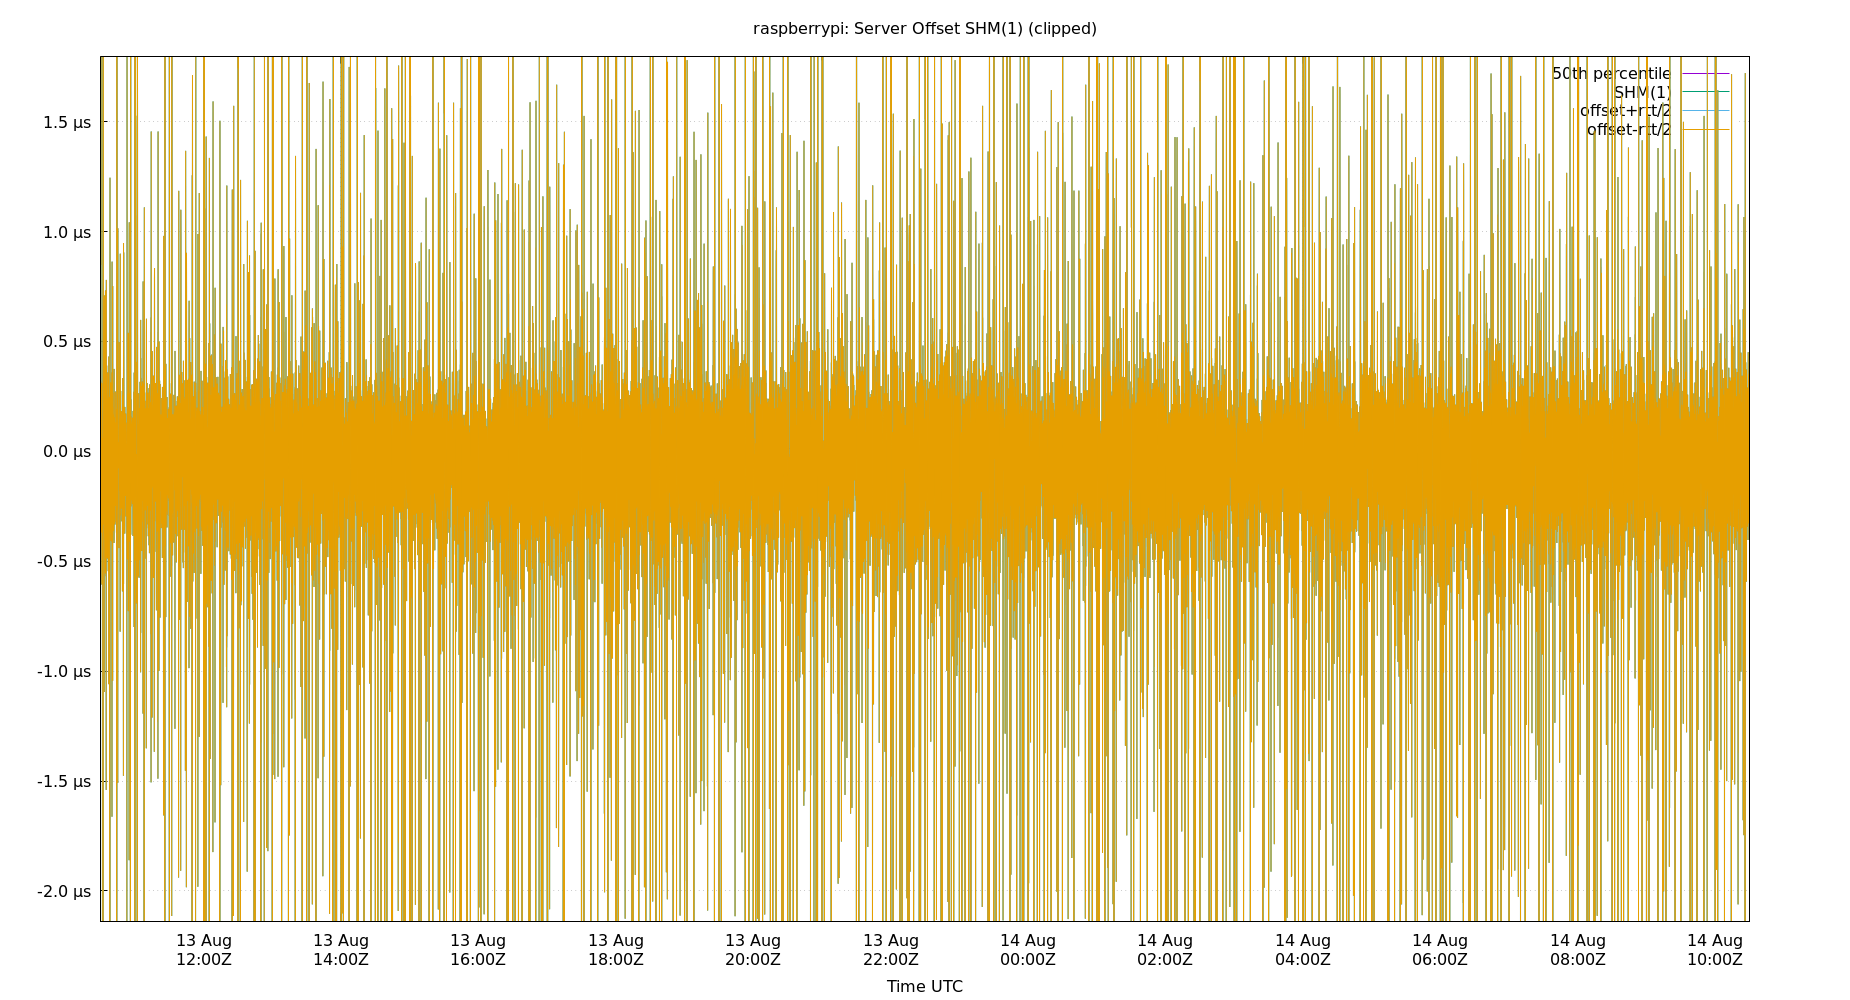 raspberrypi: Server Offset SHM(1) (clipped)
50th percentile
SHM(1)
offset+rtt/2
offset-rtt/2
1.5 µs
1.0 µs
0.5 µs
0.0 µs
-0.5 µs
-1.0 µs
-1.5 µs
-2.0 µs
13 Aug 13 Aug 13 Aug 13 Aug 13 Aug 13 Aug 14 Aug 14 Aug 14 Aug 14 Aug 14 Aug 14 Aug
12:00Z 14:00Z 16:00Z 18:00Z 20:00Z 22:00Z 00:00Z 02:00Z 04:00Z 06:00Z 08:00Z 10:00Z
Time UTC